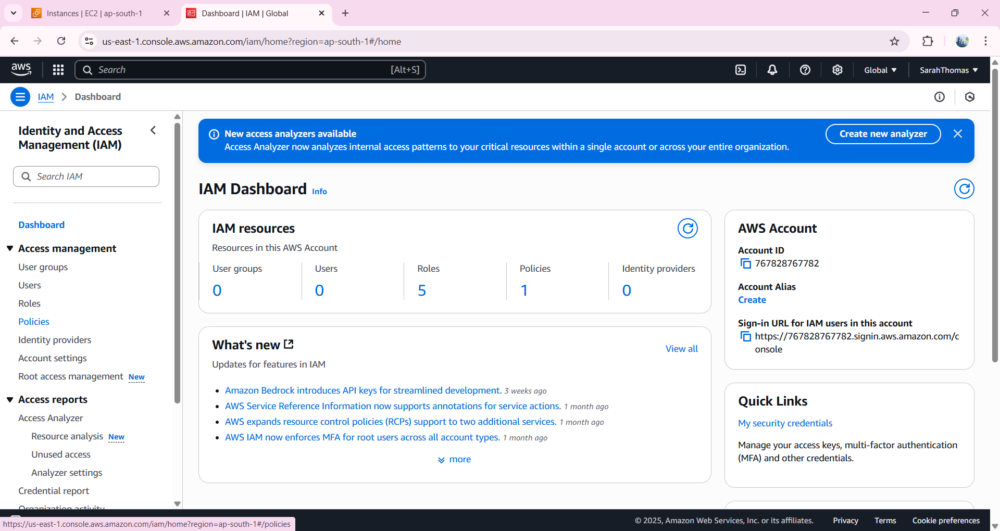 Instances | EC2 | ap-south-1
Dashboard | IAM | Global
us-east-1.console.aws.amazon.com/iam/home?region=ap-south-1#/home
aws
Search
[Alt+S]
Global
SarahThomas
IAM
Dashboard
Identity and Access
Management (IAM)
Search IAM
Dashboard
Access management
User groups
Users
Roles
Policies
Identity providers
Account settings
Root access management New
Access reports
Access Analyzer
Resource analysis New
Unused access
Analyzer settings
Credential report
Organization activity
New access analyzers available
Access Analyzer now analyzes internal access patterns to your critical resources within a single account or across your entire organization.
Create new analyzer
IAM Dashboard Info
IAM resources
Resources in this AWS Account
User groups
0
Users
0
Roles
5
Policies
1
Identity providers
0
What's new
View all
Updates for features in IAM
Amazon Bedrock introduces API keys for streamlined development. 3 weeks ago
AWS Service Reference Information now supports annotations for service actions. 1 month ago
AWS expands resource control policies (RCPs) support to two additional services. 1 month ago
AWS IAM now enforces MFA for root users across all account types. 1 month ago
more
AWS Account
Account ID
767828767782
Account Alias
Create
Sign-in URL for IAM users in this account
https://767828767782.signin.aws.amazon.com/c
onsole
Quick Links
My security credentials
Manage your access keys, multi-factor authentication
(MFA) and other credentials.
https://us-east-1.console.aws.amazon.com/iam/home?region=ap-south-1#/policies
© 2025, Amazon Web Services, Inc. or its affiliates.
Privacy
Terms
Cookie preferences